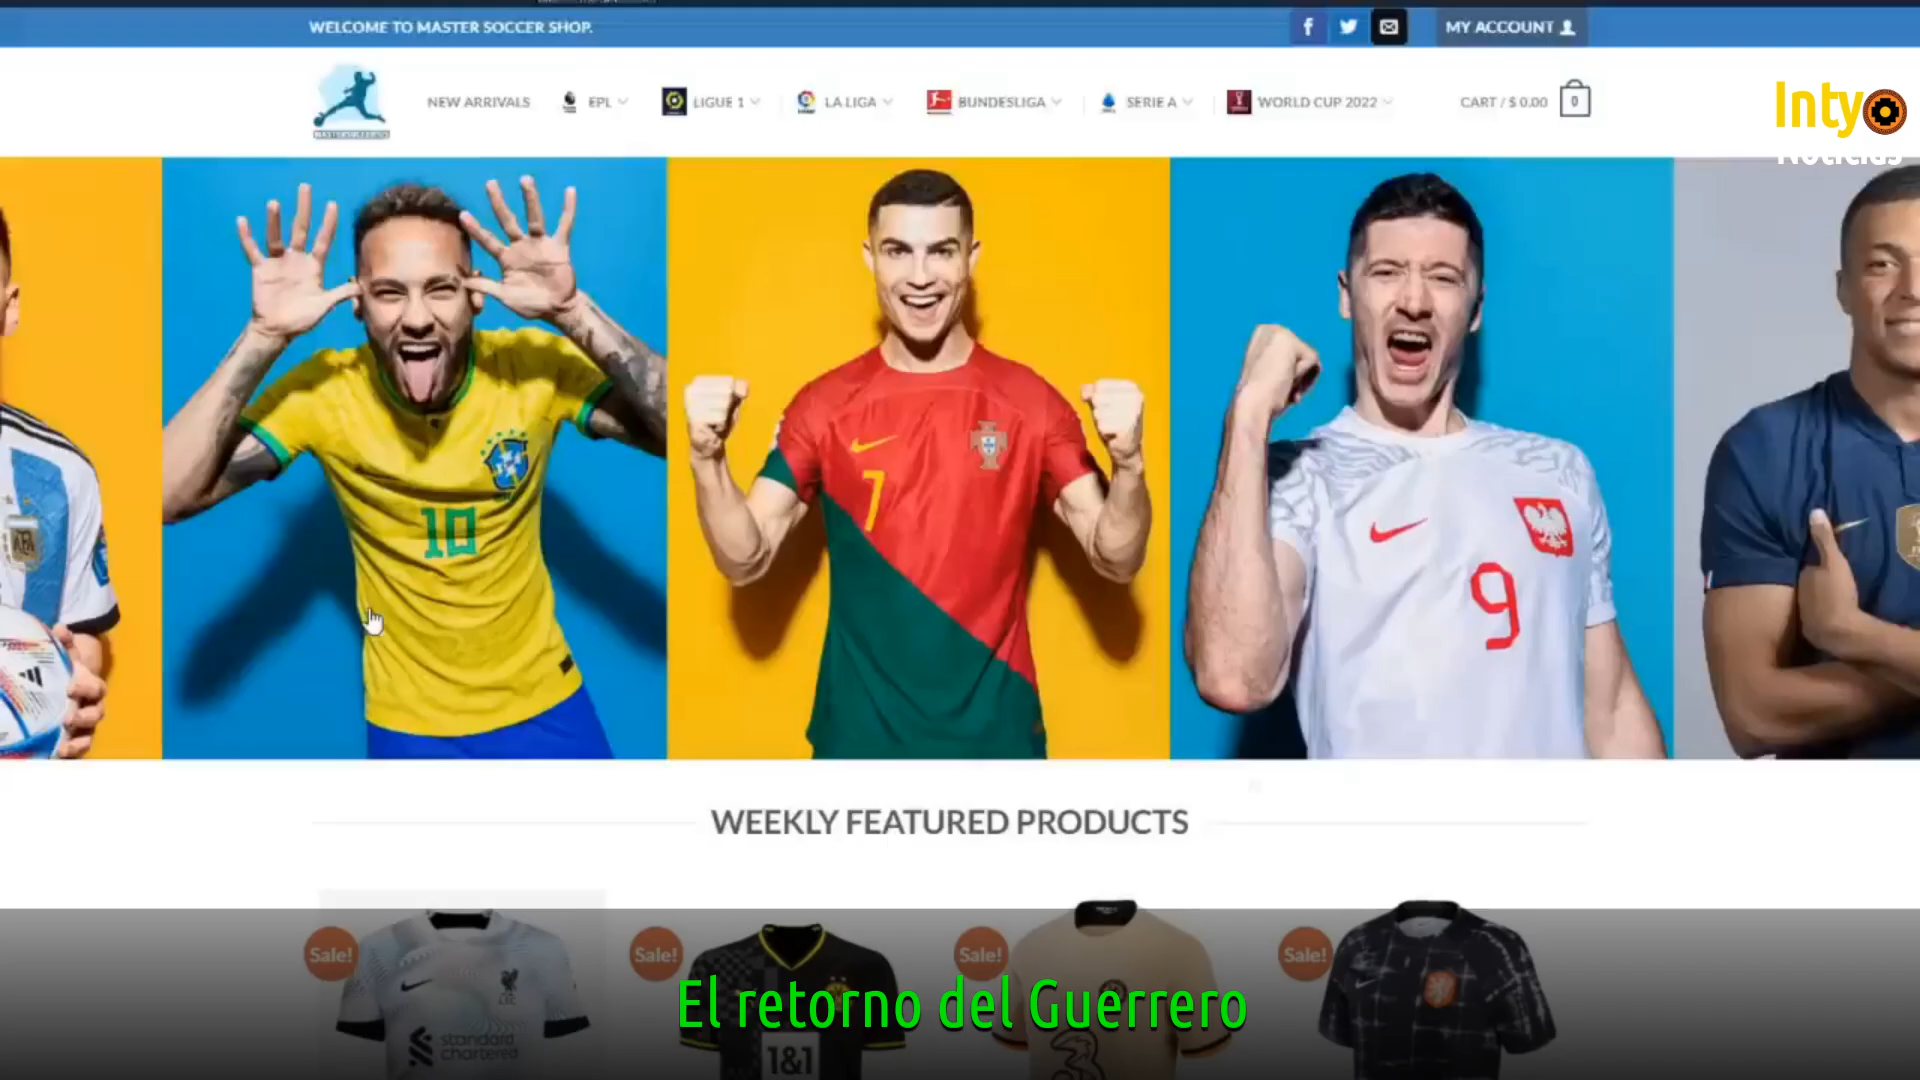 WELCOME TO MASTER SOCCER SHOP.
MY ACCOUNT
NEW ARRIVALS
EPL
LIGUE 1
LA LIGA
BUNDESLIGA
SERIE A
WORLD CUP 2022
CART / $ 0.00
0
Inty
Noticias
10
7
9
WEEKLY FEATURED PRODUCTS
Sale!
Sale!
Sale!
Sale!
standard
chartered
1&1
3
El retorno del Guerrero